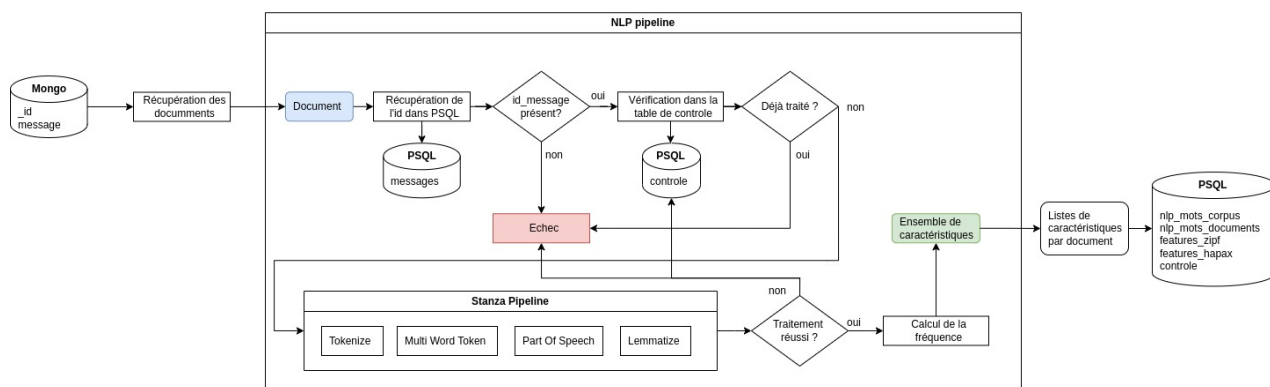 NLP pipeline
Mongo
_id
message
Récupération des
documments
Document
Récupération de
l'id dans PSQL
PSQL
messages
id_message
présent?
oui
non
Vérification dans la
table de controle
PSQL
controle
Déjà traité ?
non
oui
Echec
Stanza Pipeline
Tokenize
Multi Word Token
Part Of Speech
Lemmatize
Traitement
réussi ?
non
oui
Calcul de la
fréquence
Ensemble de
caractéristiques
Listes de
caractéristiques
par document
PSQL
nlp_mots_corpus
nlp_mots_documents
features_zipf
features_hapax
controle